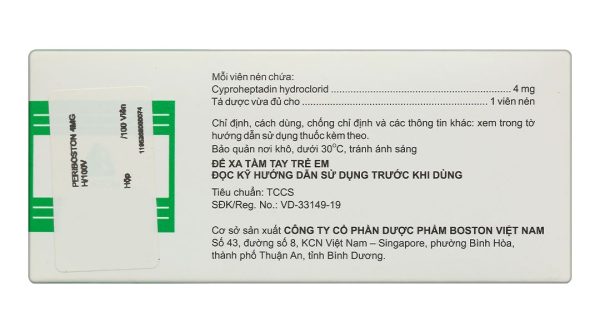 Mỗi viên nén chứa:
Cyproheptadin hydroclorid .......................................................... 4 mg
Tá dược vừa đủ cho ............................................................ 1 viên nén
Chỉ định, cách dùng, chống chỉ định và các thông tin khác: xem trong tờ
hướng dẫn sử dụng thuốc kèm theo.
Bảo quản nơi khô, dưới 30°C, tránh ánh sáng
ĐỂ XA TẦM TAY TRẺ EM
ĐỌC KỸ HƯỚNG DẪN SỬ DỤNG TRƯỚC KHI DÙNG
Tiêu chuẩn: TCCS
SĐK/Reg. No.: VD-33149-19
Cơ sở sản xuất CÔNG TY CỔ PHẦN DƯỢC PHẨM BOSTON VIỆT NAM
Số 43, đường số 8, KCN Việt Nam – Singapore, phường Bình Hòa,
thành phố Thuận An, tỉnh Bình Dương.
PERIBOSTON 4MG
H/100V
Hộp /100 Viên